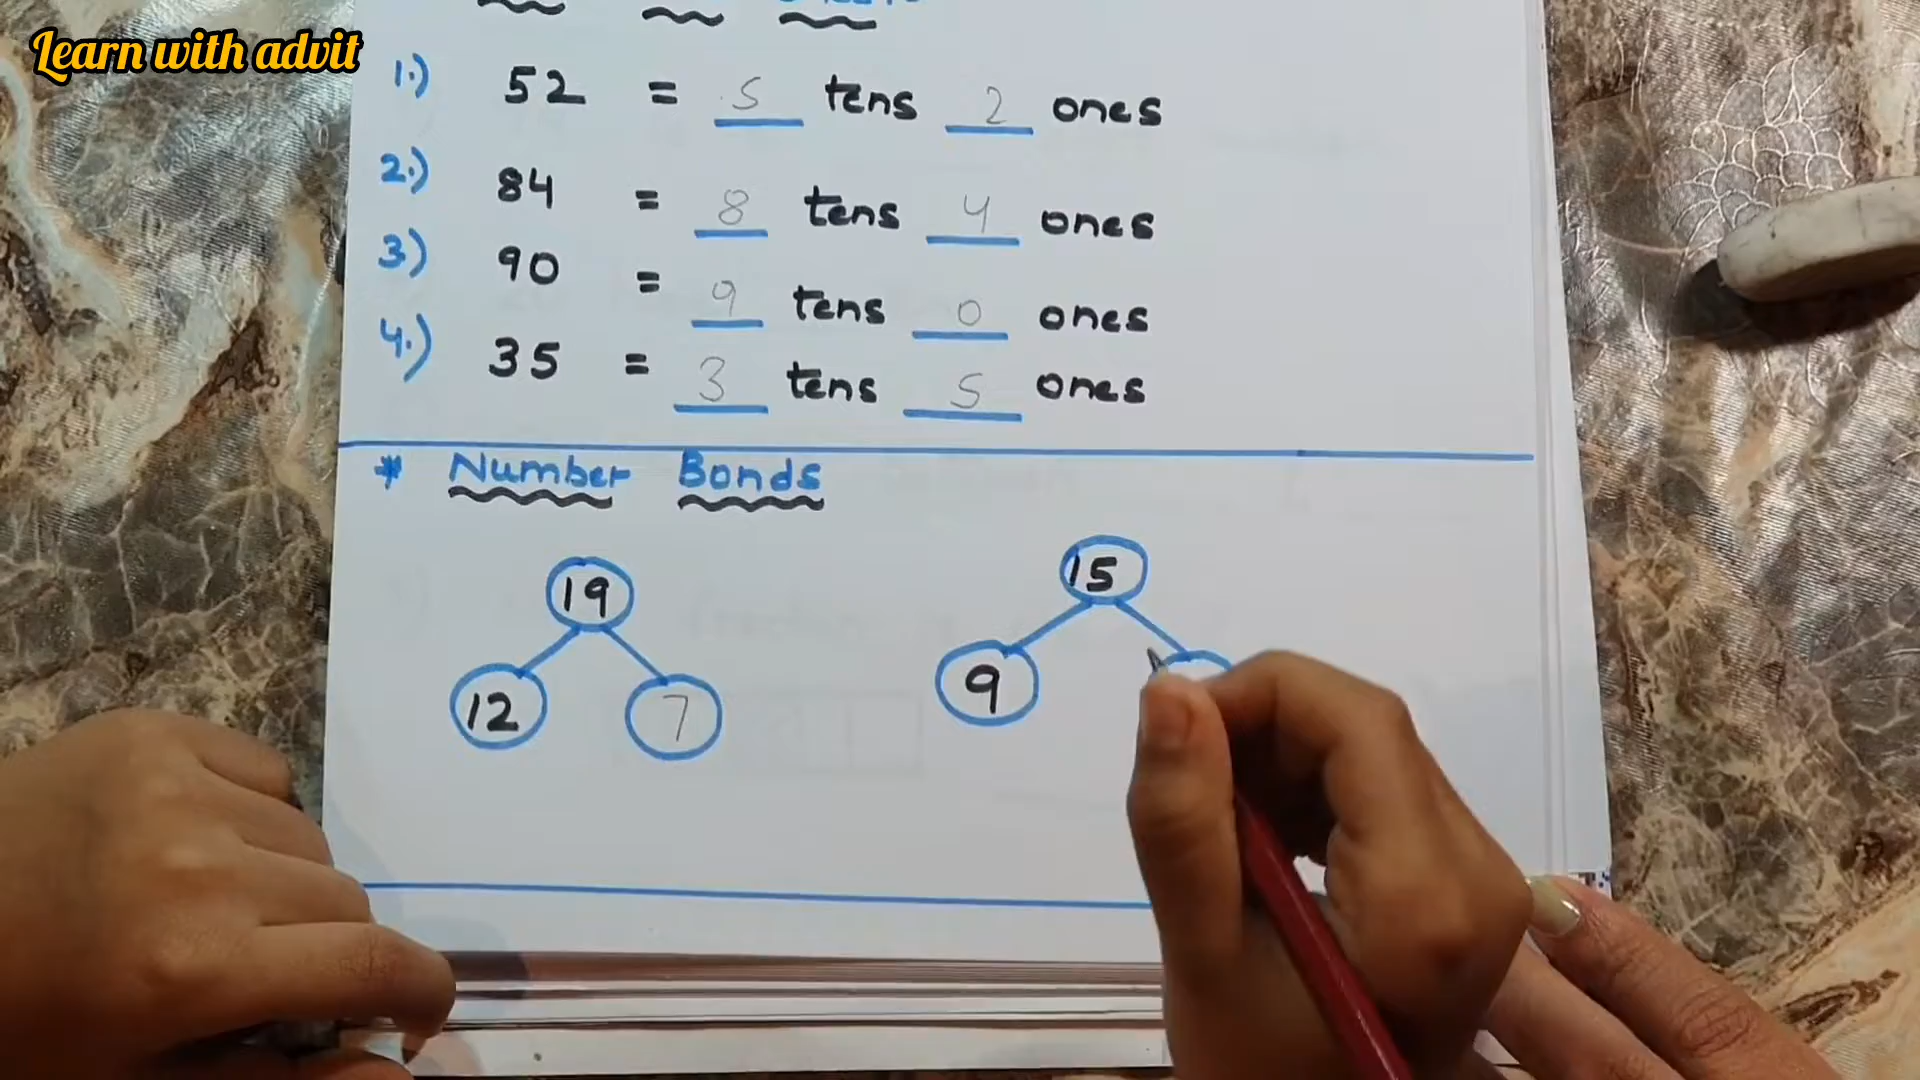 Learn with advit
1.) 52 = 5 tens 2 ones
2.) 84 = 8 tens 4 ones
3) 90 = 9 tens 0 ones
4.) 35 = 3 tens 5 ones
* Number Bonds
19 15
12 7 9